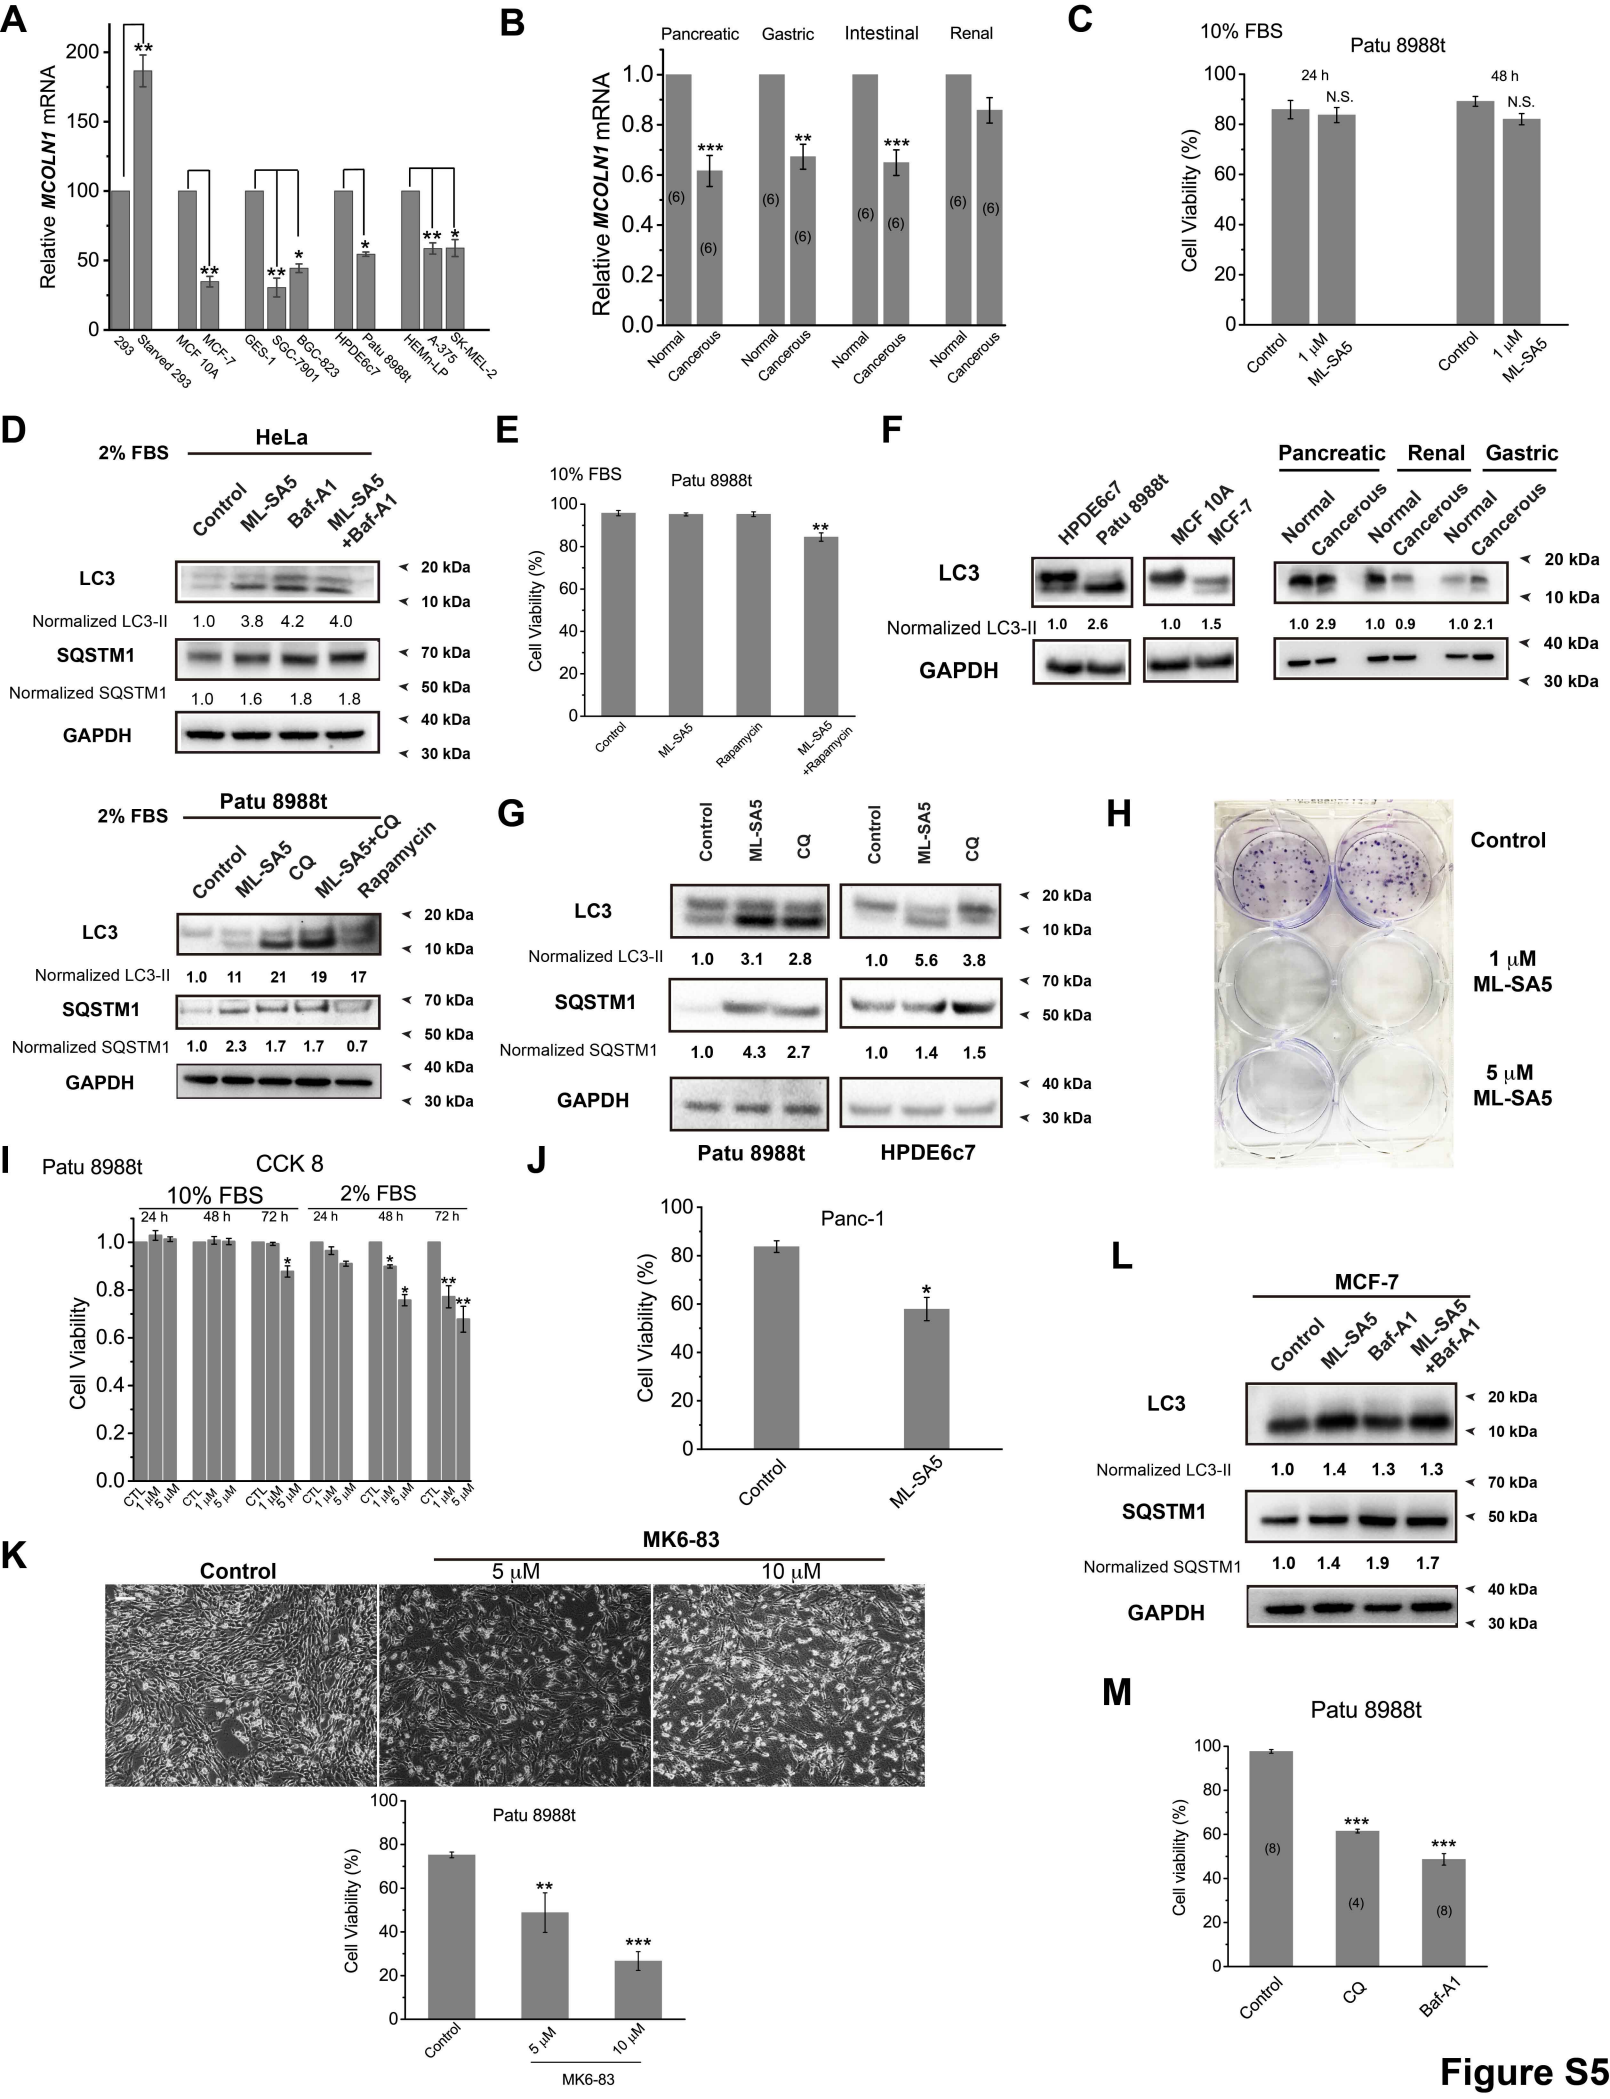 A
Relative MCOLN1 mRNA
200
150
100
50
0
**
**
**
*
*
**
*
293
Starved 293
MCF 10A
MCF-7
GES-1
SGC-7901
BGC-823
HPDE6c7
Patu 8988t
HEMn-LP
A-375
SK-MEL-2
B
Pancreatic Gastric Intestinal Renal
Relative MCOLN1 mRNA
1.0
0.8
0.6
0.4
0.2
0.0
***
**
***
(6) (6) (6) (6) (6) (6) (6) (6)
Normal Cancerous Normal Cancerous Normal Cancerous Normal Cancerous
C
10% FBS
Patu 8988t
24 h 48 h
N.S. N.S.
Cell Viability (%)
100
80
60
40
20
0
Control 1 μM ML-SA5 Control 1 μM ML-SA5
D
HeLa
2% FBS
Control ML-SA5 Baf-A1 ML-SA5 +Baf-A1
LC3
20 kDa
10 kDa
Normalized LC3-II 1.0 3.8 4.2 4.0
SQSTM1
70 kDa
50 kDa
Normalized SQSTM1 1.0 1.6 1.8 1.8
GAPDH
40 kDa
30 kDa
Patu 8988t
2% FBS
Control ML-SA5 CQ ML-SA5+CQ Rapamycin
LC3
20 kDa
10 kDa
Normalized LC3-II 1.0 11 21 19 17
SQSTM1
70 kDa
50 kDa
Normalized SQSTM1 1.0 2.3 1.7 1.7 0.7
GAPDH
40 kDa
30 kDa
E
10% FBS Patu 8988t
Cell Viability (%)
100
80
60
40
20
0
**
Control ML-SA5 Rapamycin ML-SA5 +Rapamycin
F
Pancreatic Renal Gastric
HPDE6c7 Patu 8988t MCF 10A MCF-7 Normal Cancerous Normal Cancerous Normal Cancerous
LC3
20 kDa
10 kDa
Normalized LC3-II 1.0 2.6 1.0 1.5 1.0 2.9 1.0 0.9 1.0 2.1
GAPDH
40 kDa
30 kDa
G
Control ML-SA5 CQ Control ML-SA5 CQ
LC3
20 kDa
10 kDa
Normalized LC3-II 1.0 3.1 2.8 1.0 5.6 3.8
SQSTM1
70 kDa
50 kDa
Normalized SQSTM1 1.0 4.3 2.7 1.0 1.4 1.5
GAPDH
40 kDa
30 kDa
Patu 8988t HPDE6c7
H
Control
1 μM
ML-SA5
5 μM
ML-SA5
I
Patu 8988t CCK 8
10% FBS 2% FBS
24 h 48 h 72 h 24 h 48 h 72 h
Cell Viability
1.0
0.8
0.6
0.4
0.2
0.0
*
*
*
**
**
CTL 1 μM 5 μM CTL 1 μM 5 μM CTL 1 μM 5 μM CTL 1 μM 5 μM CTL 1 μM 5 μM CTL 1 μM 5 μM
J
Panc-1
Cell Viability (%)
100
80
60
40
20
0
*
Control ML-SA5
K
MK6-83
Control 5 μM 10 μM
Patu 8988t
Cell Viability (%)
100
80
60
40
20
0
**
***
Control 5 μM 10 μM
MK6-83
L
MCF-7
Control ML-SA5 Baf-A1 ML-SA5 +Baf-A1
LC3
20 kDa
10 kDa
Normalized LC3-II 1.0 1.4 1.3 1.3
70 kDa
SQSTM1
50 kDa
Normalized SQSTM1 1.0 1.4 1.9 1.7
GAPDH
40 kDa
30 kDa
M
Patu 8988t
Cell viability (%)
100
80
60
40
20
0
***
***
(8) (4) (8)
Control CQ Baf-A1
Figure S5